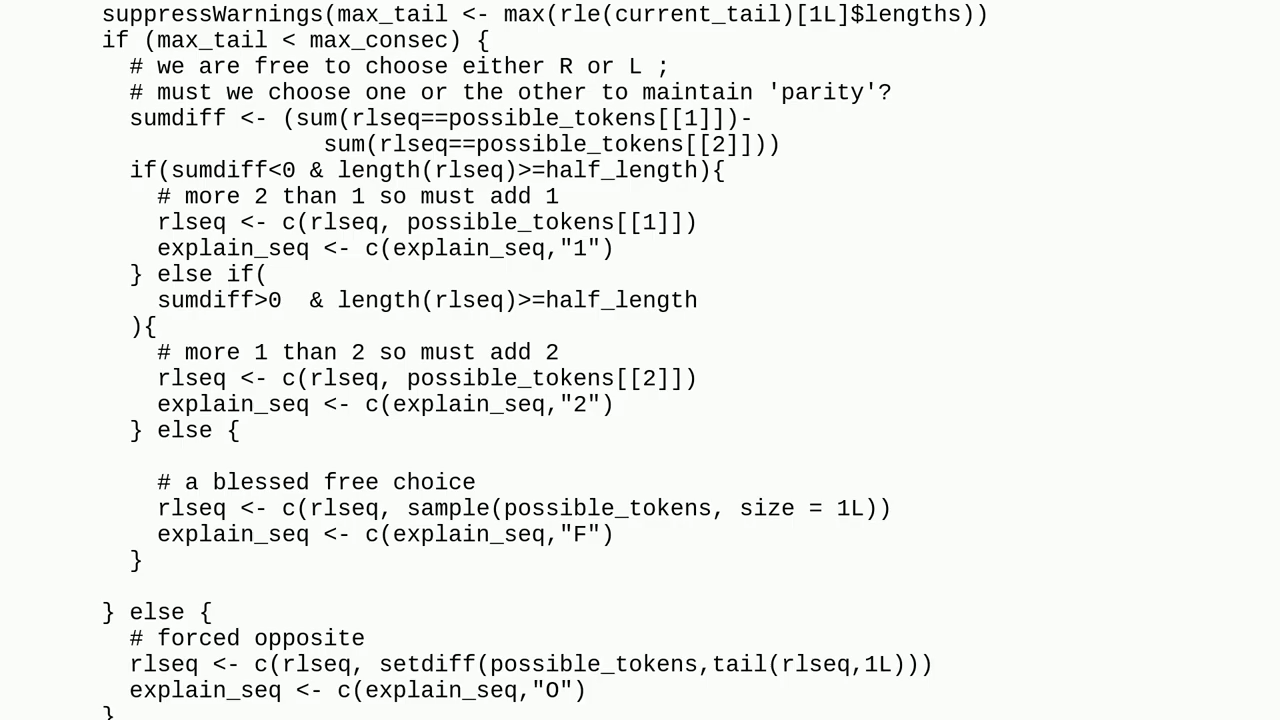 suppressWarnings(max_tail <- max(rle(current_tail)[1L]$lengths))
if (max_tail < max_consec) {
# we are free to choose either R or L ;
# must we choose one or the other to maintain 'parity'?
sumdiff <- (sum(rlseq==possible_tokens[[1]])-
sum(rlseq==possible_tokens[[2]]))
if(sumdiff<0 & length(rlseq)>=half_length){
# more 2 than 1 so must add 1
rlseq <- c(rlseq, possible_tokens[[1]])
explain_seq <- c(explain_seq,"1")
} else if(
sumdiff>0  & length(rlseq)>=half_length
){
# more 1 than 2 so must add 2
rlseq <- c(rlseq, possible_tokens[[2]])
explain_seq <- c(explain_seq,"2")
} else {
# a blessed free choice
rlseq <- c(rlseq, sample(possible_tokens, size = 1L))
explain_seq <- c(explain_seq,"F")
}
} else {
# forced opposite
rlseq <- c(rlseq, setdiff(possible_tokens,tail(rlseq,1L)))
explain_seq <- c(explain_seq,"O")
}